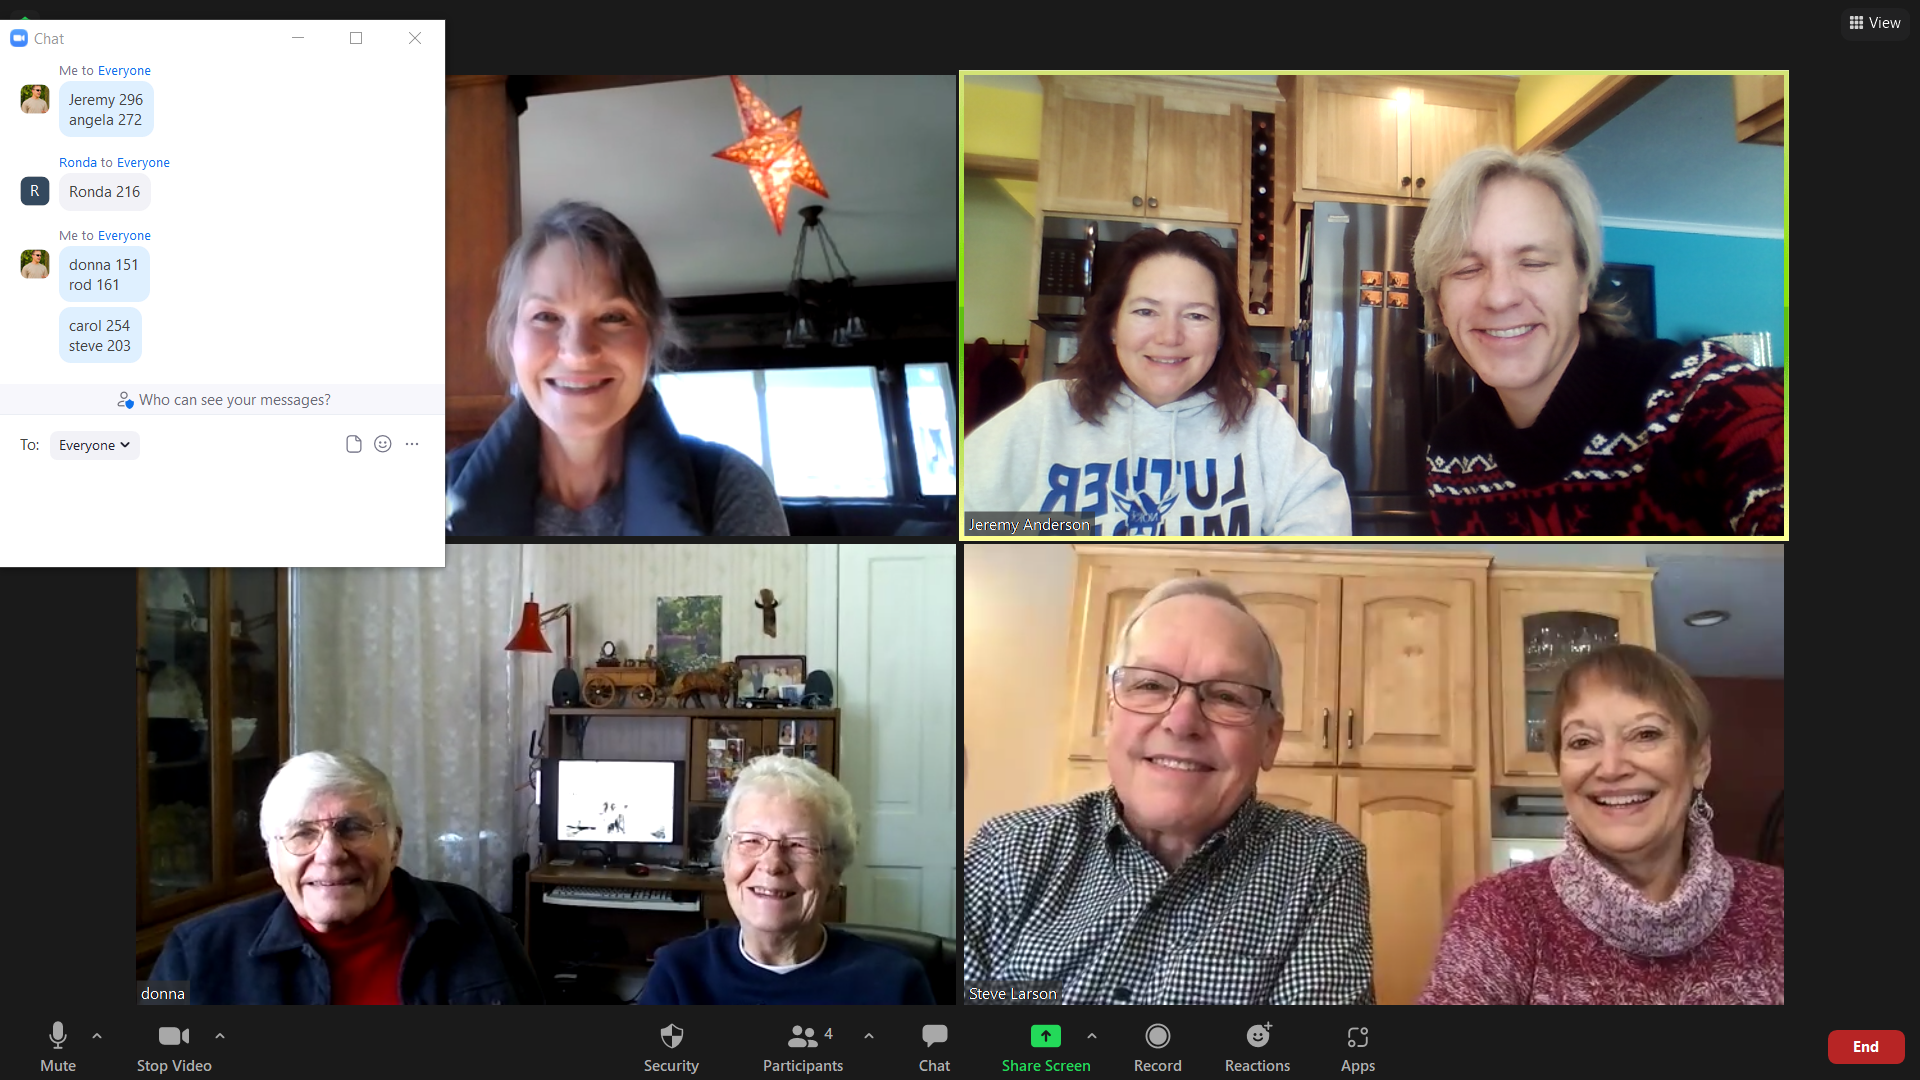 Chat
View
Me to Everyone
Jeremy 296
angela 272
Ronda to Everyone
R
Ronda 216
Me to Everyone
donna 151
rod 161
carol 254
steve 203
Who can see your messages?
To: Everyone
LUTHER
Jeremy Anderson
donna
Steve Larson
Mute
Stop Video
Security
Participants 4
Chat
Share Screen
Record
Reactions
Apps
End